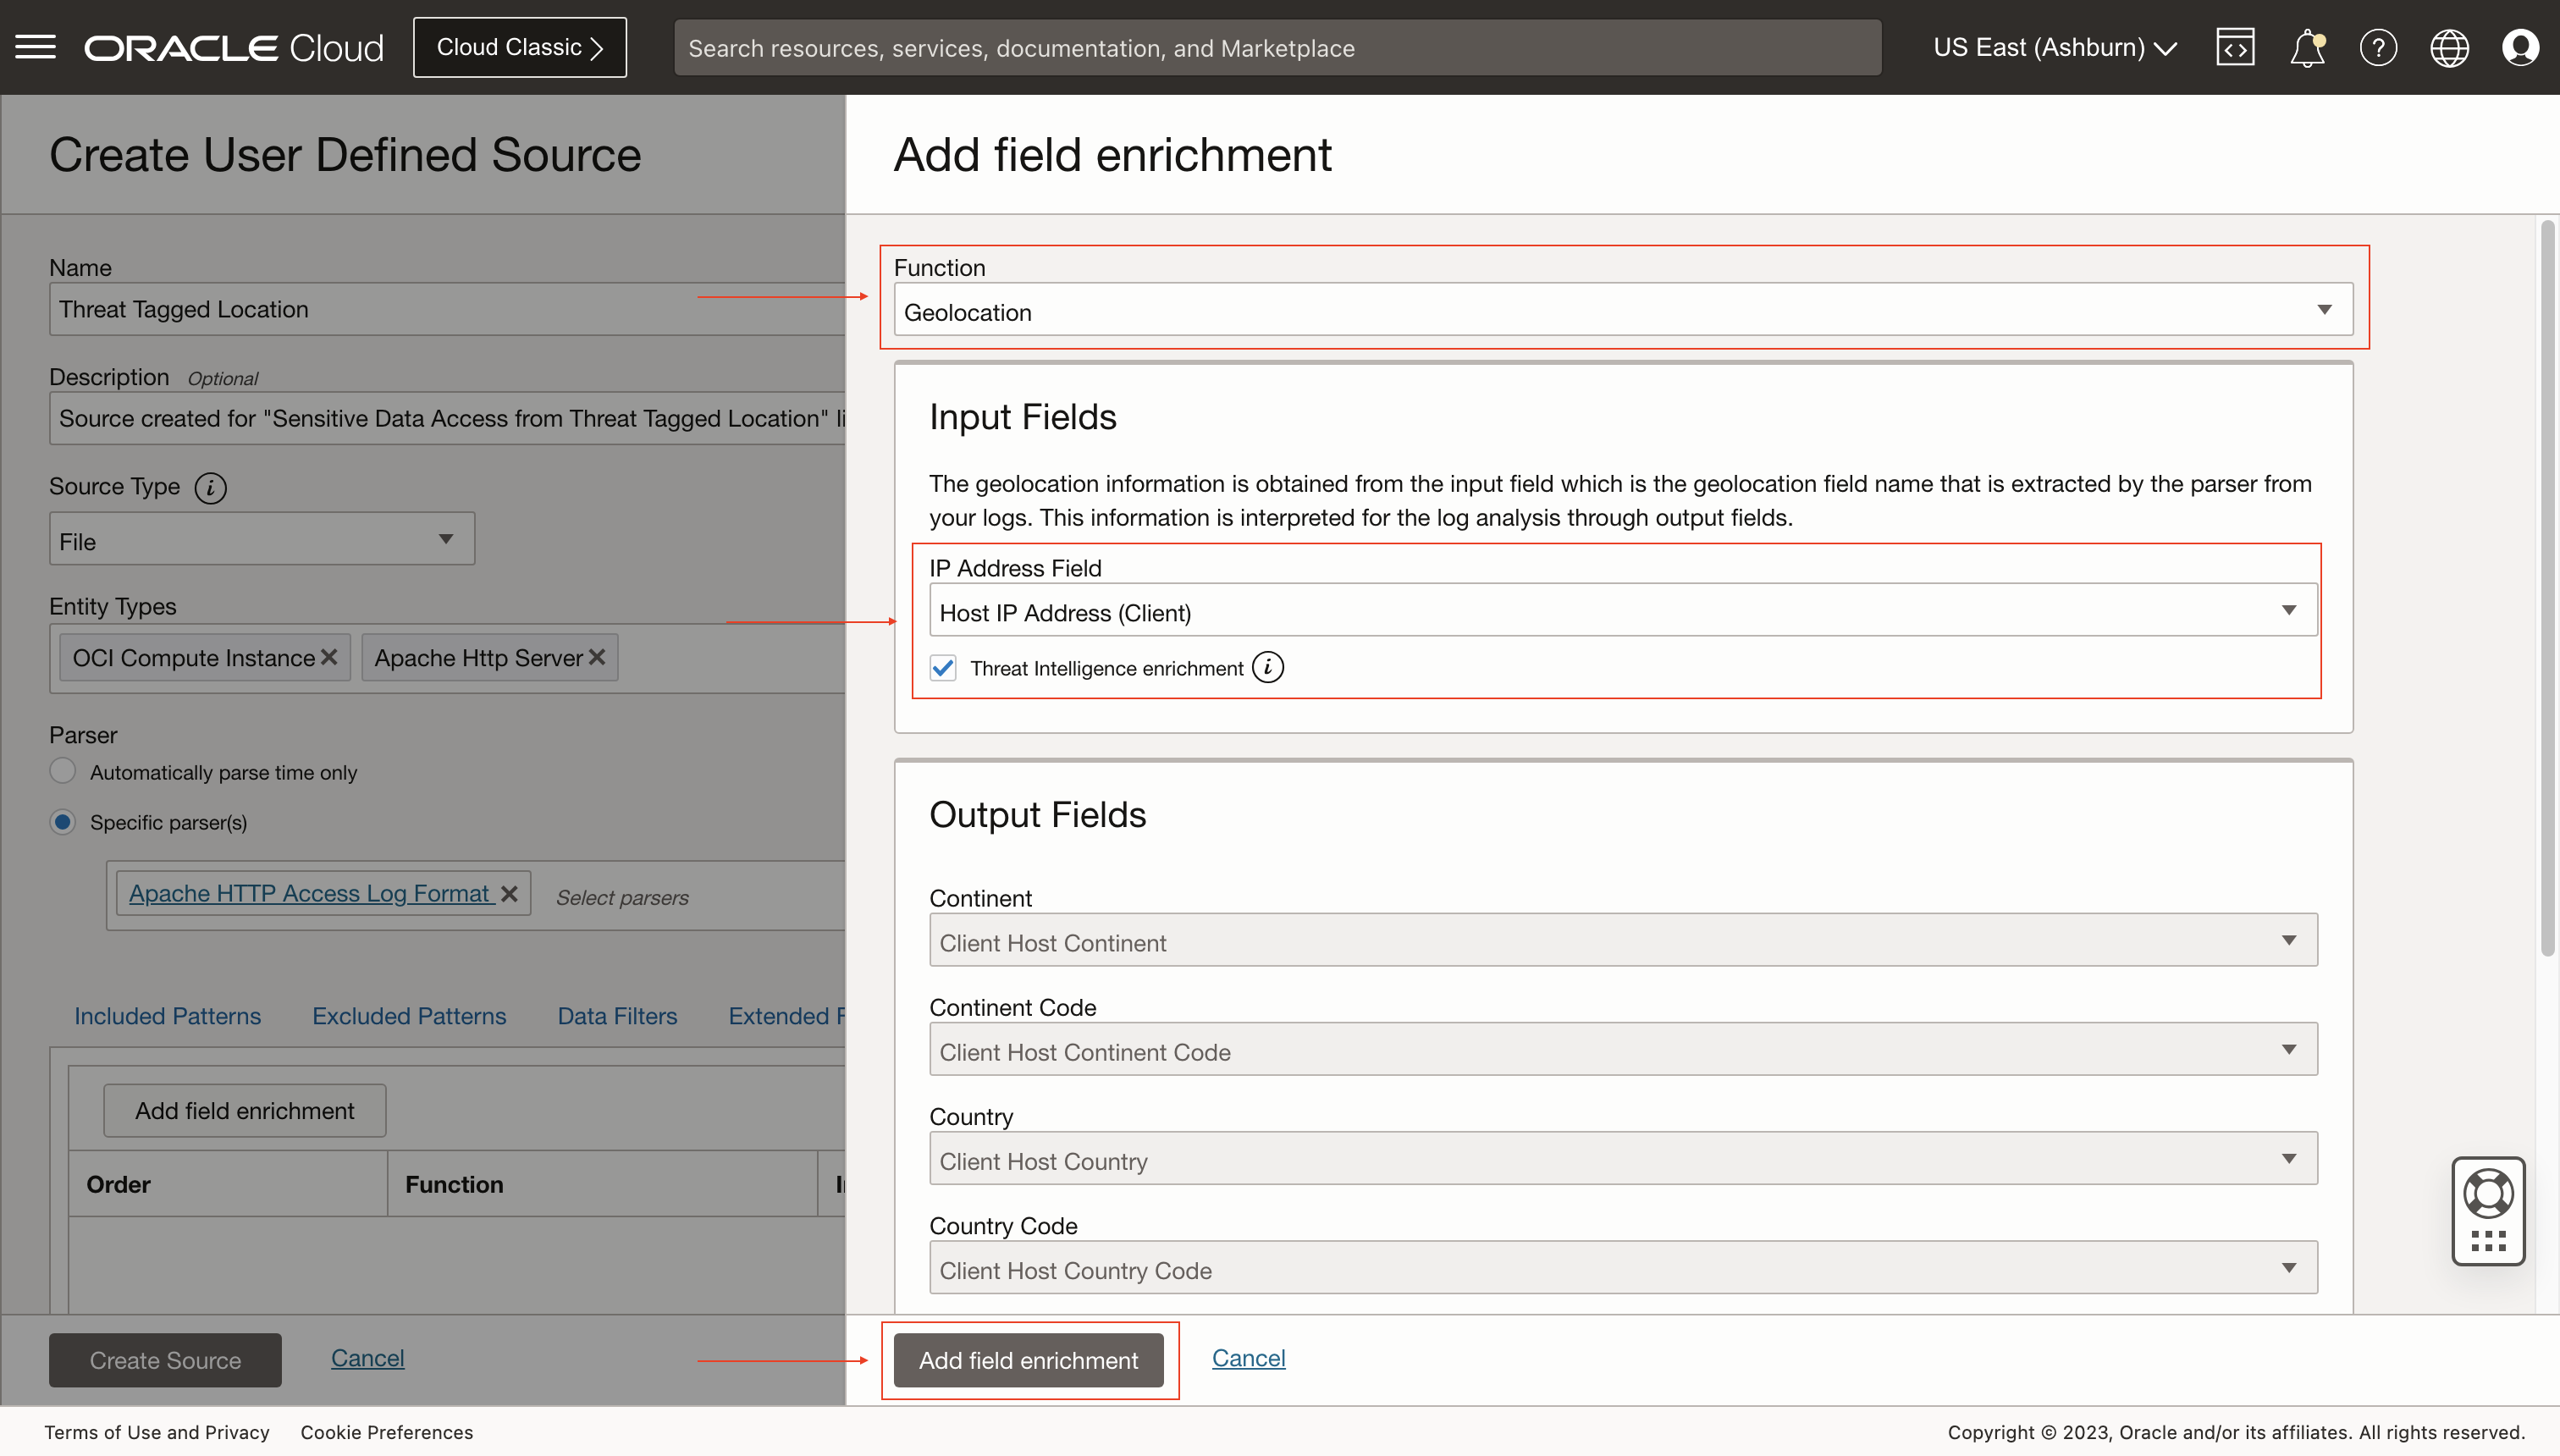 ORACLE Cloud
Cloud Classic
Search resources, services, documentation, and Marketplace
US East (Ashburn)
Create User Defined Source
Name
Threat Tagged Location
Description Optional
Source created for "Sensitive Data Access from Threat Tagged Location" li
Source Type
File
Entity Types
OCI Compute Instance
Apache Http Server
Parser
Automatically parse time only
Specific parser(s)
Apache HTTP Access Log Format
Select parsers
Included Patterns
Excluded Patterns
Data Filters
Extended F
Add field enrichment
Order
Function
Create Source
Cancel
Add field enrichment
Function
Geolocation
Input Fields
The geolocation information is obtained from the input field which is the geolocation field name that is extracted by the parser from
your logs. This information is interpreted for the log analysis through output fields.
IP Address Field
Host IP Address (Client)
Threat Intelligence enrichment
Output Fields
Continent
Client Host Continent
Continent Code
Client Host Continent Code
Country
Client Host Country
Country Code
Client Host Country Code
Add field enrichment
Cancel
Terms of Use and Privacy
Cookie Preferences
Copyright © 2023, Oracle and/or its affiliates. All rights reserved.